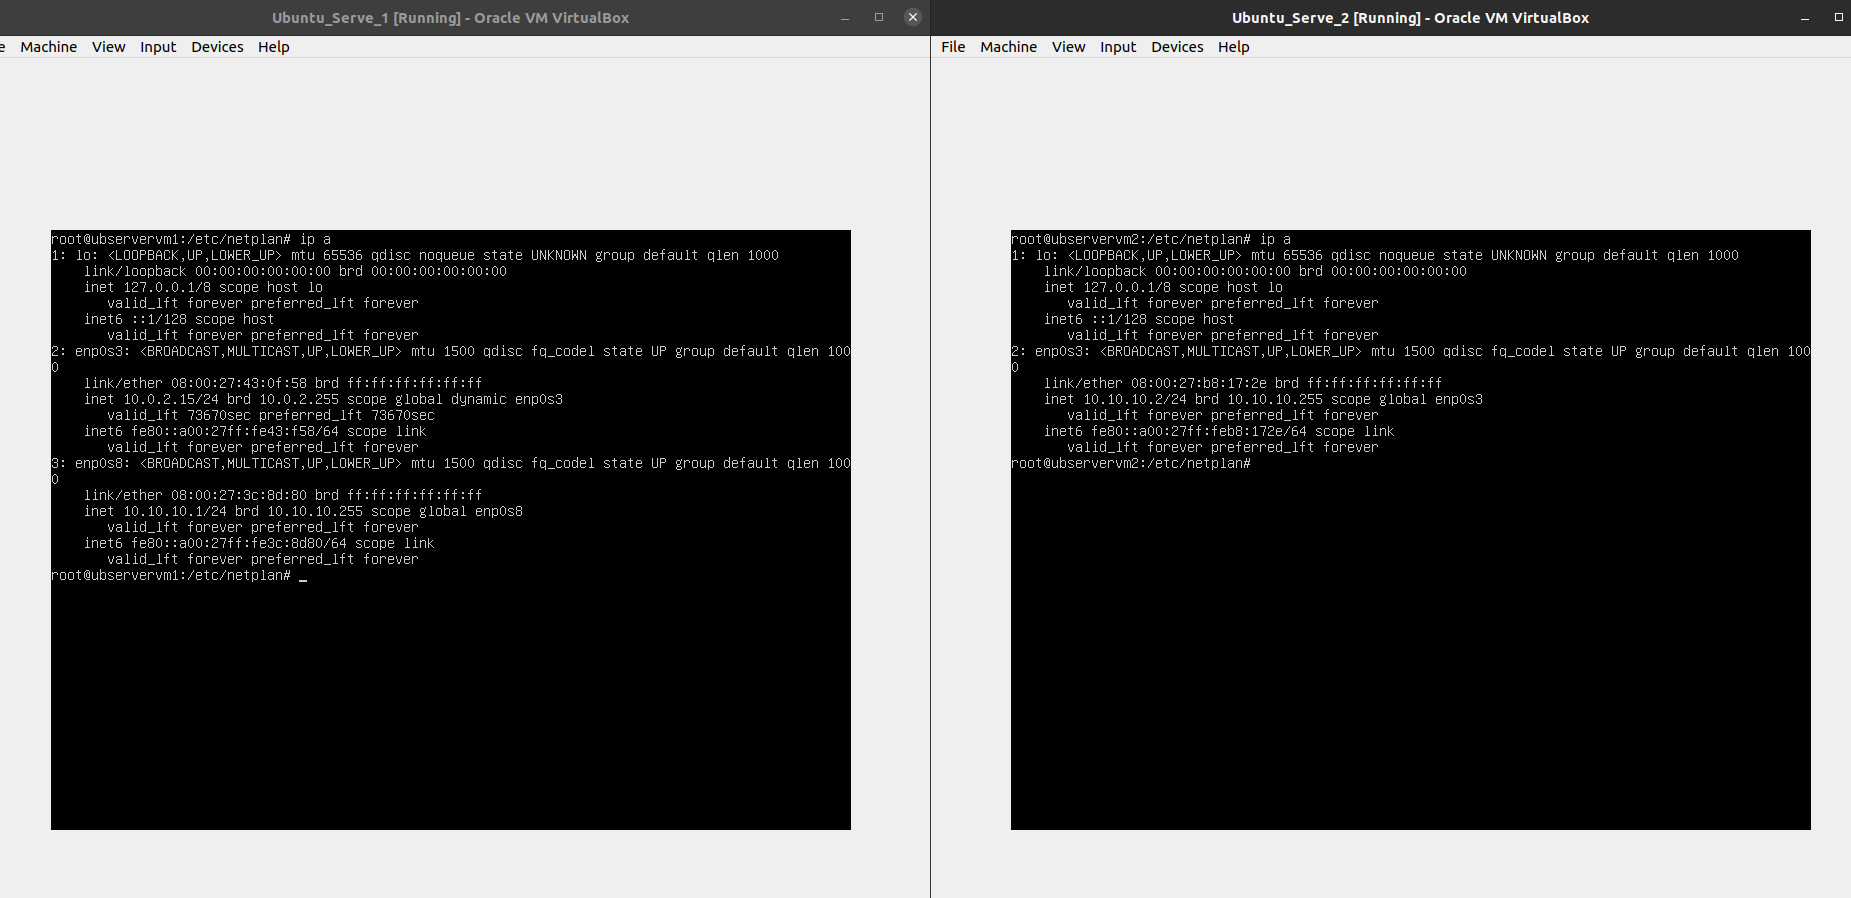 Ubuntu_Serve_1 [Running] - Oracle VM VirtualBox
e Machine View Input Devices Help
root@ubservervm1:/etc/netplan# ip a
1: lo: <LOOPBACK,UP,LOWER_UP> mtu 65536 qdisc noqueue state UNKNOWN group default qlen 1000
    link/loopback 00:00:00:00:00:00 brd 00:00:00:00:00:00
    inet 127.0.0.1/8 scope host lo
       valid_lft forever preferred_lft forever
    inet6 ::1/128 scope host
       valid_lft forever preferred_lft forever
2: enp0s3: <BROADCAST,MULTICAST,UP,LOWER_UP> mtu 1500 qdisc fq_codel state UP group default qlen 100
0
    link/ether 08:00:27:43:0f:58 brd ff:ff:ff:ff:ff:ff
    inet 10.0.2.15/24 brd 10.0.2.255 scope global dynamic enp0s3
       valid_lft 73670sec preferred_lft 73670sec
    inet6 fe80::a00:27ff:fe43:f58/64 scope link
       valid_lft forever preferred_lft forever
3: enp0s8: <BROADCAST,MULTICAST,UP,LOWER_UP> mtu 1500 qdisc fq_codel state UP group default qlen 100
0
    link/ether 08:00:27:3c:8d:80 brd ff:ff:ff:ff:ff:ff
    inet 10.10.10.1/24 brd 10.10.10.255 scope global enp0s8
       valid_lft forever preferred_lft forever
    inet6 fe80::a00:27ff:fe3c:8d80/64 scope link
       valid_lft forever preferred_lft forever
root@ubservervm1:/etc/netplan# _
Ubuntu_Serve_2 [Running] - Oracle VM VirtualBox
File Machine View Input Devices Help
root@ubservervm2:/etc/netplan# ip a
1: lo: <LOOPBACK,UP,LOWER_UP> mtu 65536 qdisc noqueue state UNKNOWN group default qlen 1000
    link/loopback 00:00:00:00:00:00 brd 00:00:00:00:00:00
    inet 127.0.0.1/8 scope host lo
       valid_lft forever preferred_lft forever
    inet6 ::1/128 scope host
       valid_lft forever preferred_lft forever
2: enp0s3: <BROADCAST,MULTICAST,UP,LOWER_UP> mtu 1500 qdisc fq_codel state UP group default qlen 100
0
    link/ether 08:00:27:b8:17:2e brd ff:ff:ff:ff:ff:ff
    inet 10.10.10.2/24 brd 10.10.10.255 scope global enp0s3
       valid_lft forever preferred_lft forever
    inet6 fe80::a00:27ff:feb8:172e/64 scope link
       valid_lft forever preferred_lft forever
root@ubservervm2:/etc/netplan#